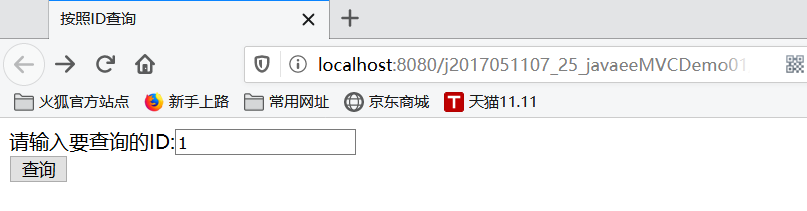 按照ID查询
localhost:8080/j2017051107_25_javaeeMVCDemo01
火狐官方站点 新手上路 常用网址 京东商城 T 天猫11.11
请输入要查询的ID:1
查询